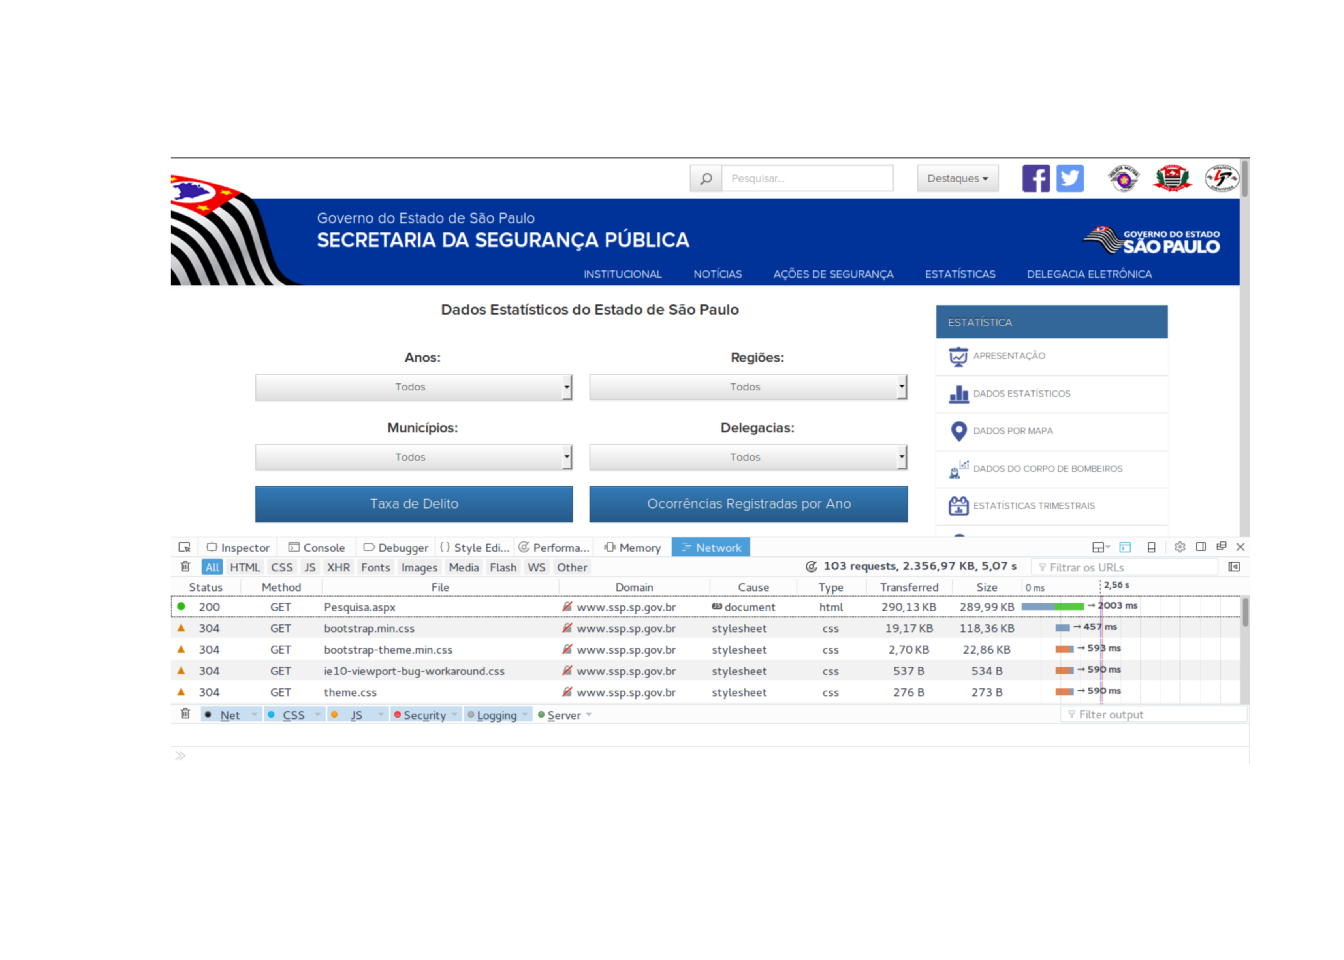 Pesquisar...
Destaques
Governo do Estado de São Paulo
SECRETARIA DA SEGURANÇA PÚBLICA
GOVERNO DO ESTADO
SÃO PAULO
INSTITUCIONAL NOTÍCIAS AÇÕES DE SEGURANÇA ESTATÍSTICAS DELEGACIA ELETRÔNICA
Dados Estatísticos do Estado de São Paulo
Anos: Regiões:
Todos Todos
Municípios: Delegacias:
Todos Todos
Taxa de Delito Ocorrências Registradas por Ano
ESTATÍSTICA
APRESENTAÇÃO
DADOS ESTATÍSTICOS
DADOS POR MAPA
DADOS DO CORPO DE BOMBEIROS
ESTATÍSTICAS TRIMESTRAIS
Inspector Console Debugger { } Style Edi... Performa... Memory Network
All HTML CSS JS XHR Fonts Images Media Flash WS Other 103 requests, 2.356,97 KB, 5,07 s Filtrar os URLs
Status Method File Domain Cause Type Transferred Size 0 ms 2,56 s
200 GET Pesquisa.aspx www.ssp.sp.gov.br document html 290,13 KB 289,99 KB → 2003 ms
304 GET bootstrap.min.css www.ssp.sp.gov.br stylesheet css 19,17 KB 118,36 KB → 457 ms
304 GET bootstrap-theme.min.css www.ssp.sp.gov.br stylesheet css 2,70 KB 22,86 KB → 593 ms
304 GET ie10-viewport-bug-workaround.css www.ssp.sp.gov.br stylesheet css 537 B 534 B → 590 ms
304 GET theme.css www.ssp.sp.gov.br stylesheet css 276 B 273 B → 590 ms
Net CSS JS Security Logging Server Filter output